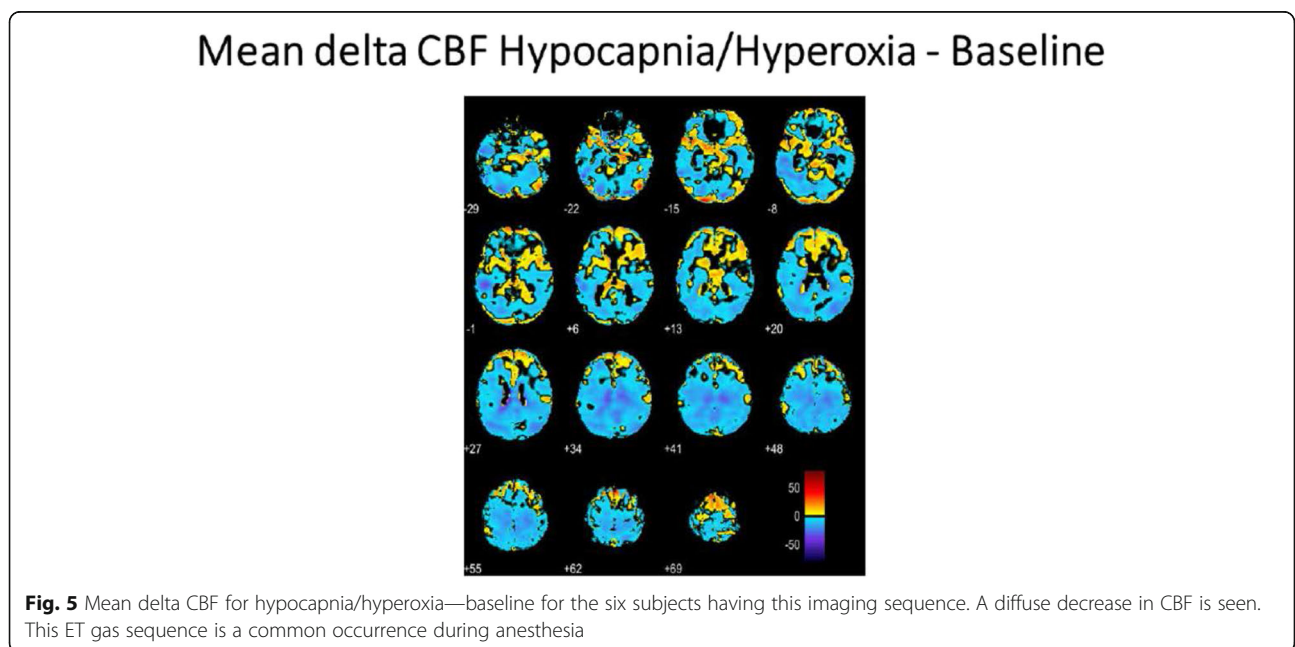 Mean delta CBF Hypocapnia/Hyperoxia - Baseline
-29 -22 -15 -8
-1 +6 +13 +20
+27 +34 +41 +48
50
0
-50
+55 +62 +69
Fig. 5 Mean delta CBF for hypocapnia/hyperoxia—baseline for the six subjects having this imaging sequence. A diffuse decrease in CBF is seen.
This ET gas sequence is a common occurrence during anesthesia